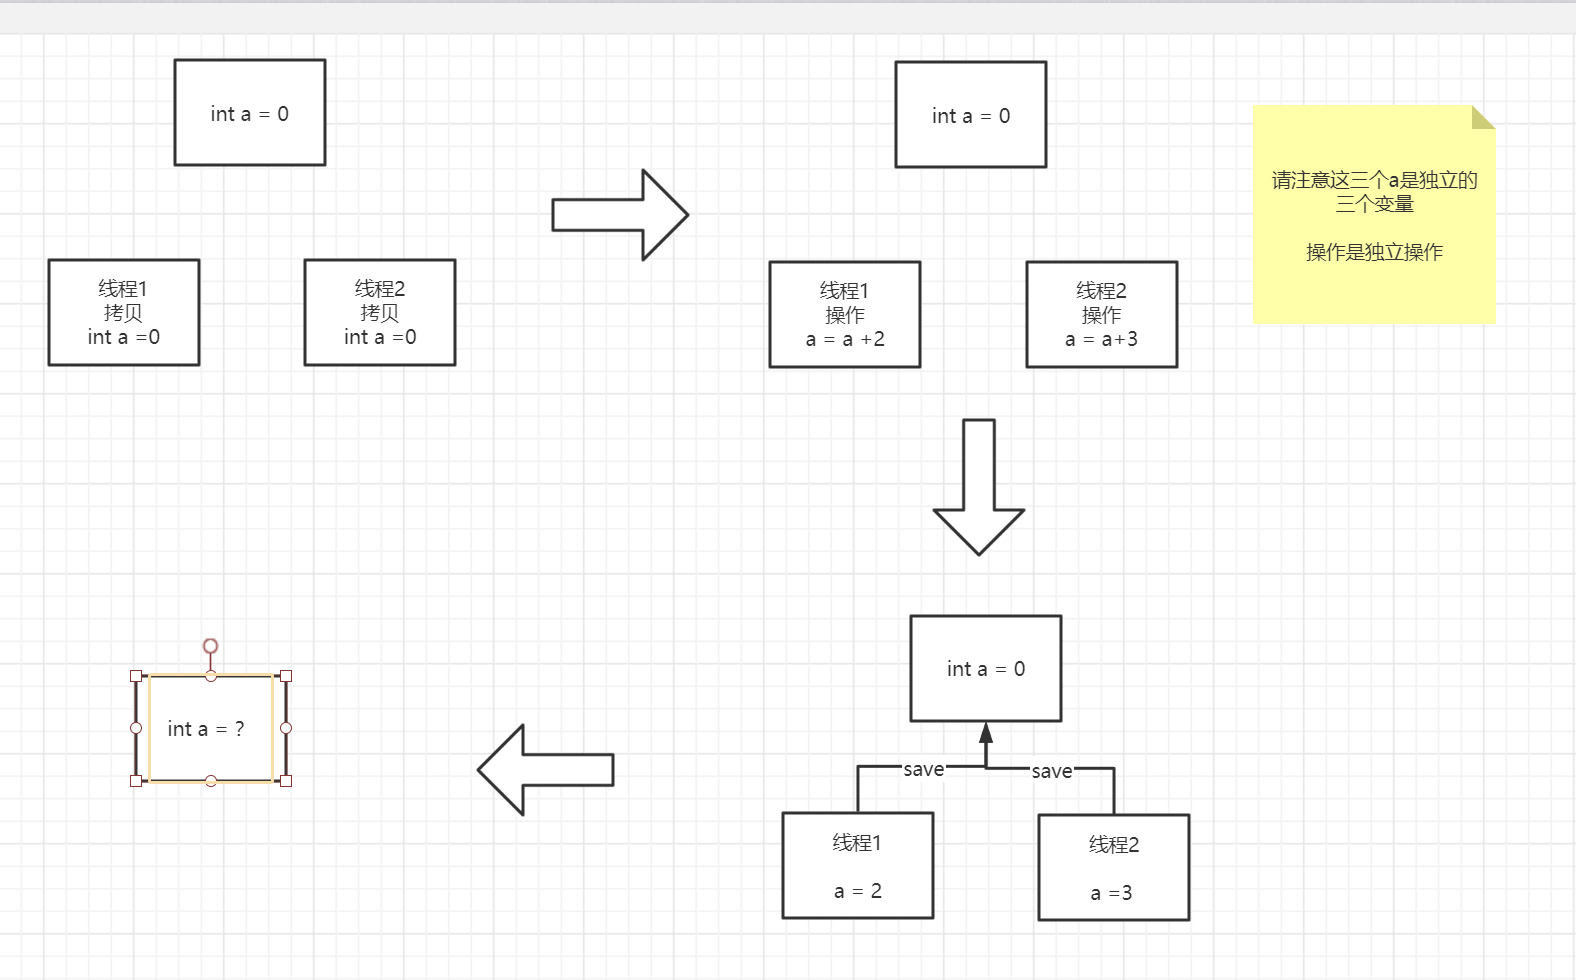 int a = 0
线程1
拷贝
int a =0
线程2
拷贝
int a =0
int a = 0
线程1
操作
a = a +2
线程2
操作
a = a+3
请注意这三个a是独立的
三个变量
操作是独立操作
int a = 0
save
save
线程1
a = 2
线程2
a =3
int a = ?